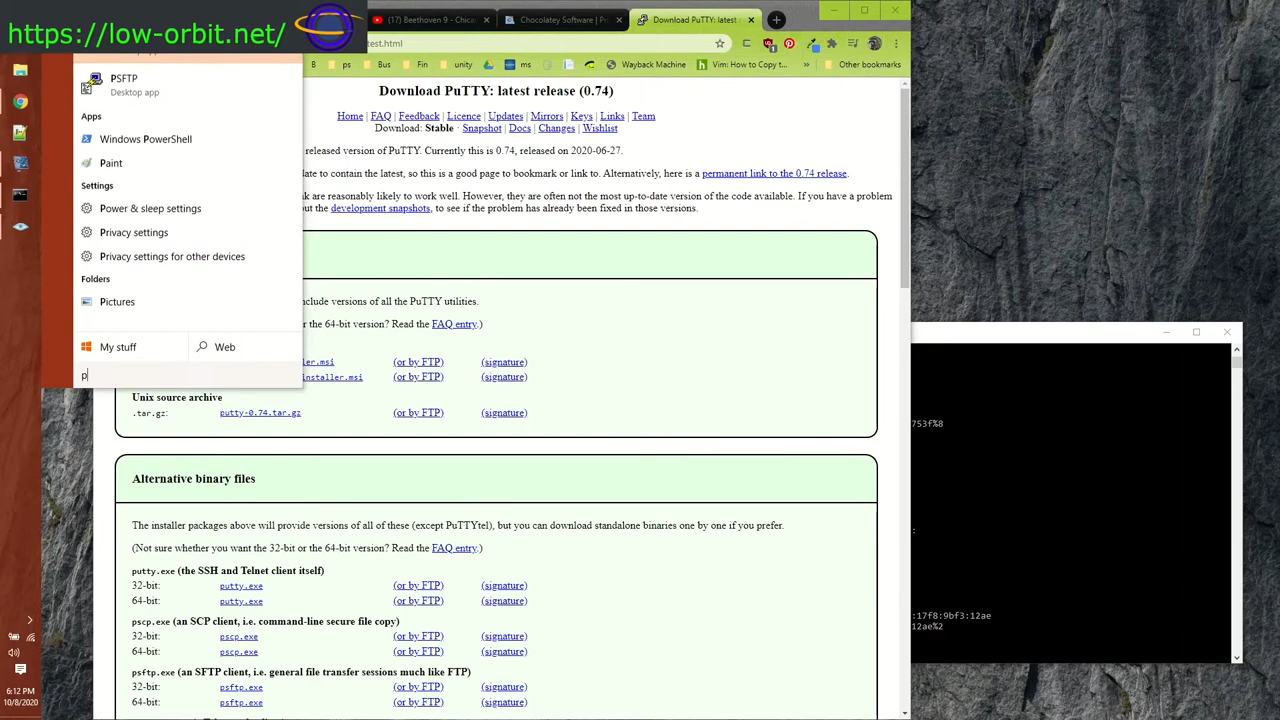 https://low-orbit.net/
(17) Beethoven 9 - Chica
Chocolatey Software | P
Download PuTTY: latest
test.html
B
ps
Bus
Fin
unity
ms
Wayback Machine
Vim: How to Copy t
Other bookmarks
PSFTP
Desktop app
Apps
Windows PowerShell
Paint
Settings
Power & sleep settings
Privacy settings
Privacy settings for other devices
Folders
Pictures
My stuff
Web
p
Download PuTTY: latest release (0.74)
Home | FAQ | Feedback | Licence | Updates | Mirrors | Keys | Links | Team
Download: Stable · Snapshot | Docs | Changes | Wishlist
released version of PuTTY. Currently this is 0.74, released on 2020-06-27.
date to contain the latest, so this is a good page to bookmark or link to. Alternatively, here is a permanent link to the 0.74 release.
are reasonably likely to work well. However, they are often not the most up-to-date version of the code available. If you have a problem
out the development snapshots, to see if the problem has already been fixed in those versions.
include versions of all the PuTTY utilities.
or the 64-bit version? Read the FAQ entry.)
ler.msi (or by FTP) (signature)
installer.msi (or by FTP) (signature)
Unix source archive
.tar.gz: putty-0.74.tar.gz (or by FTP) (signature)
Alternative binary files
The installer packages above will provide versions of all of these (except PuTTYtel), but you can download standalone binaries one by one if you prefer.
(Not sure whether you want the 32-bit or the 64-bit version? Read the FAQ entry.)
putty.exe (the SSH and Telnet client itself)
32-bit: putty.exe (or by FTP) (signature)
64-bit: putty.exe (or by FTP) (signature)
pscp.exe (an SCP client, i.e. command-line secure file copy)
32-bit: pscp.exe (or by FTP) (signature)
64-bit: pscp.exe (or by FTP) (signature)
psftp.exe (an SFTP client, i.e. general file transfer sessions much like FTP)
32-bit: psftp.exe (or by FTP) (signature)
64-bit: psftp.exe (or by FTP) (signature)
753f%8
:
:17f8:9bf3:12ae
12ae%2
6:12 PM
10/8/2020